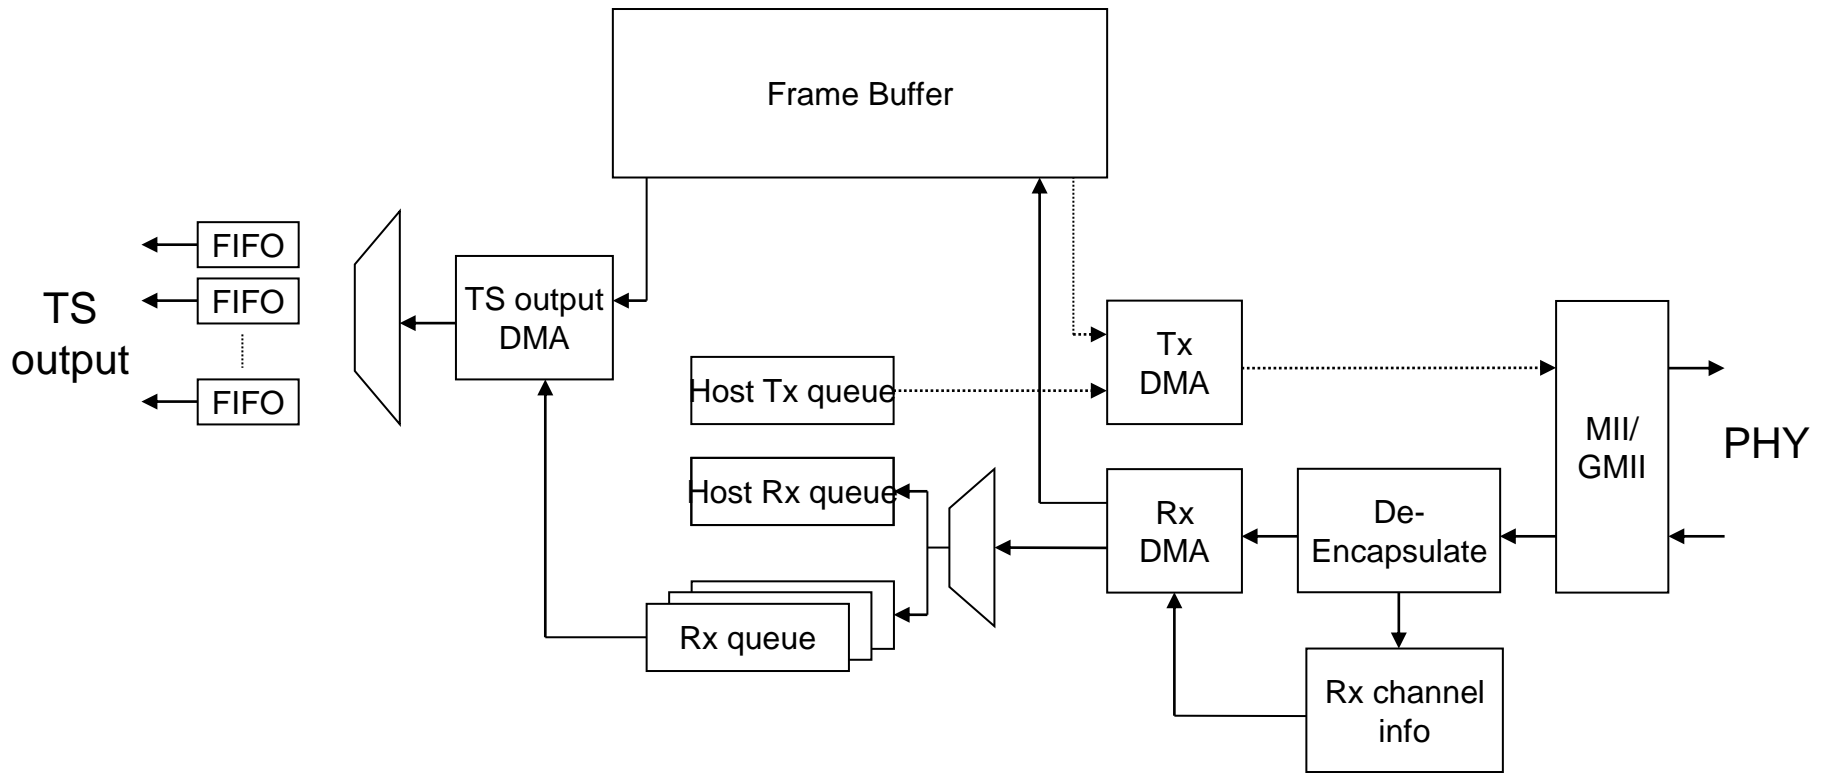 Frame Buffer
FIFO
FIFO
FIFO
TS
output
TS output
DMA
Host Tx queue
Host Rx queue
Rx queue
Tx
DMA
Rx
DMA
De-
Encapsulate
Rx channel
info
MII/
GMII
PHY